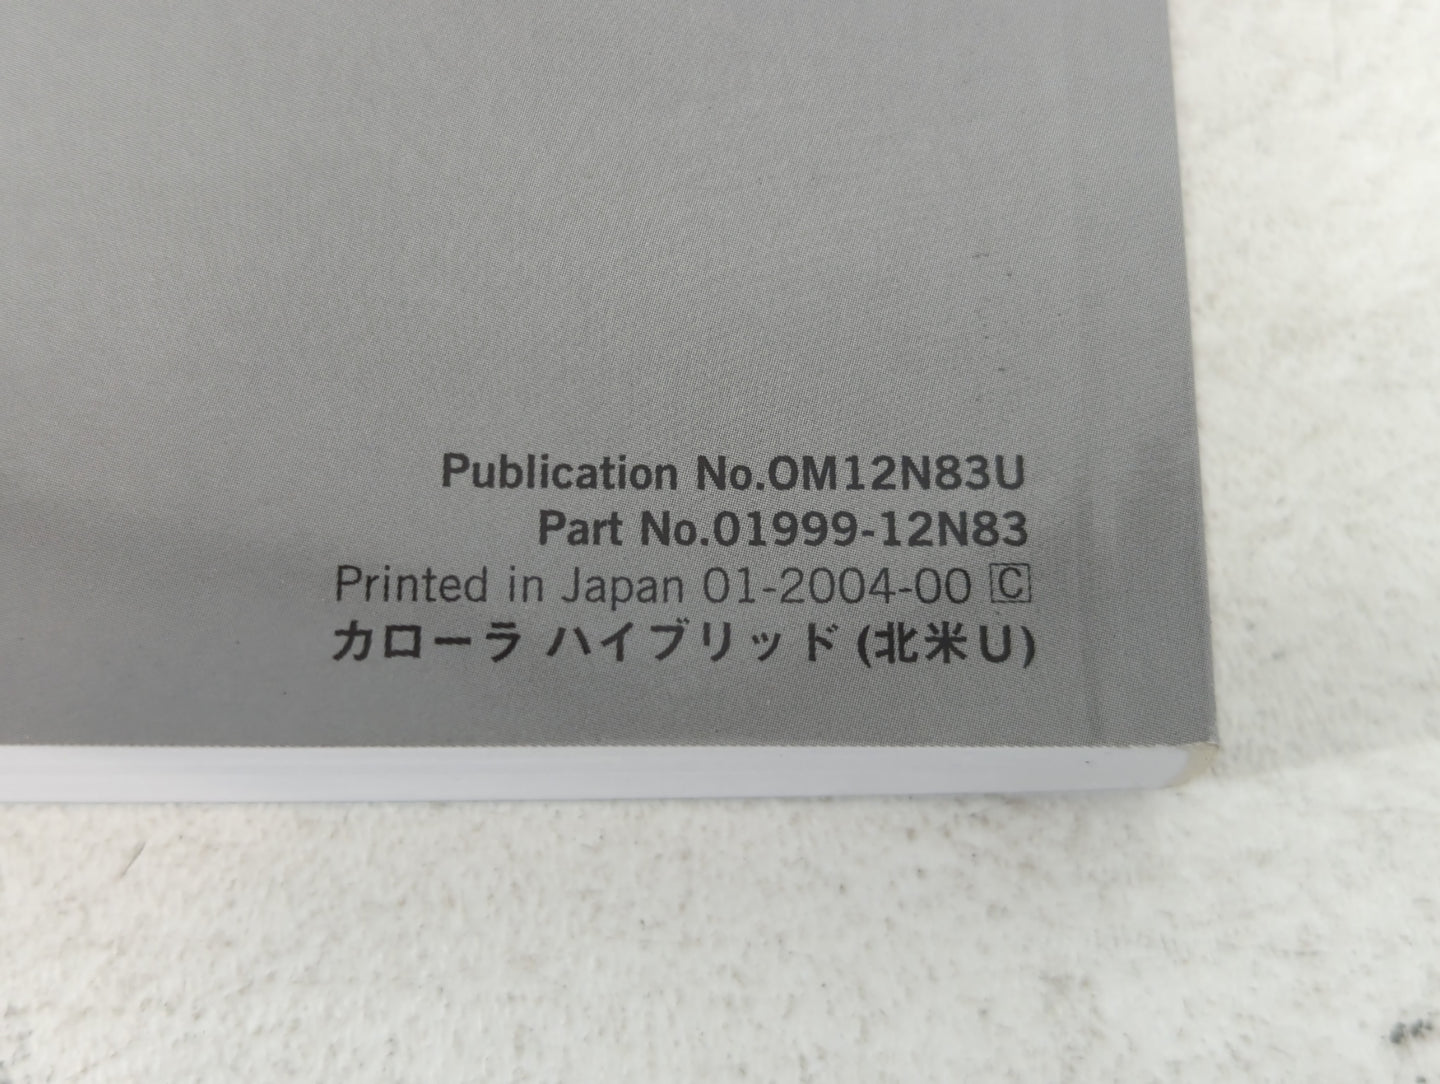 Publication No.OM12N83U
Part No.01999-12N83
Printed in Japan 01-2004-00 C
カローラ ハイブリッド (北米U)